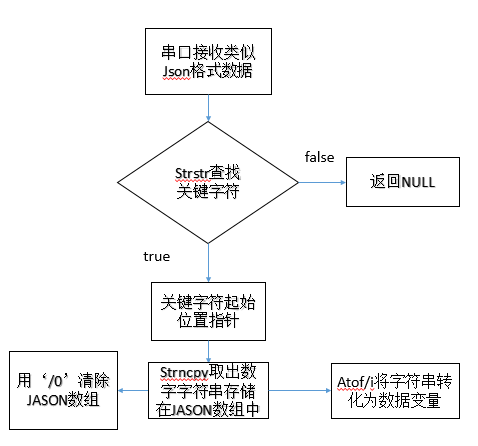 串口接收类似
Json格式数据
Strstr查找
关键字符
false
返回NULL
true
关键字符起始
位置指针
用‘/0’清除
JASON数组
Strncpv取出数
字字符串存储
在JASON数组中
Atof/i将字符串转
化为数据变量